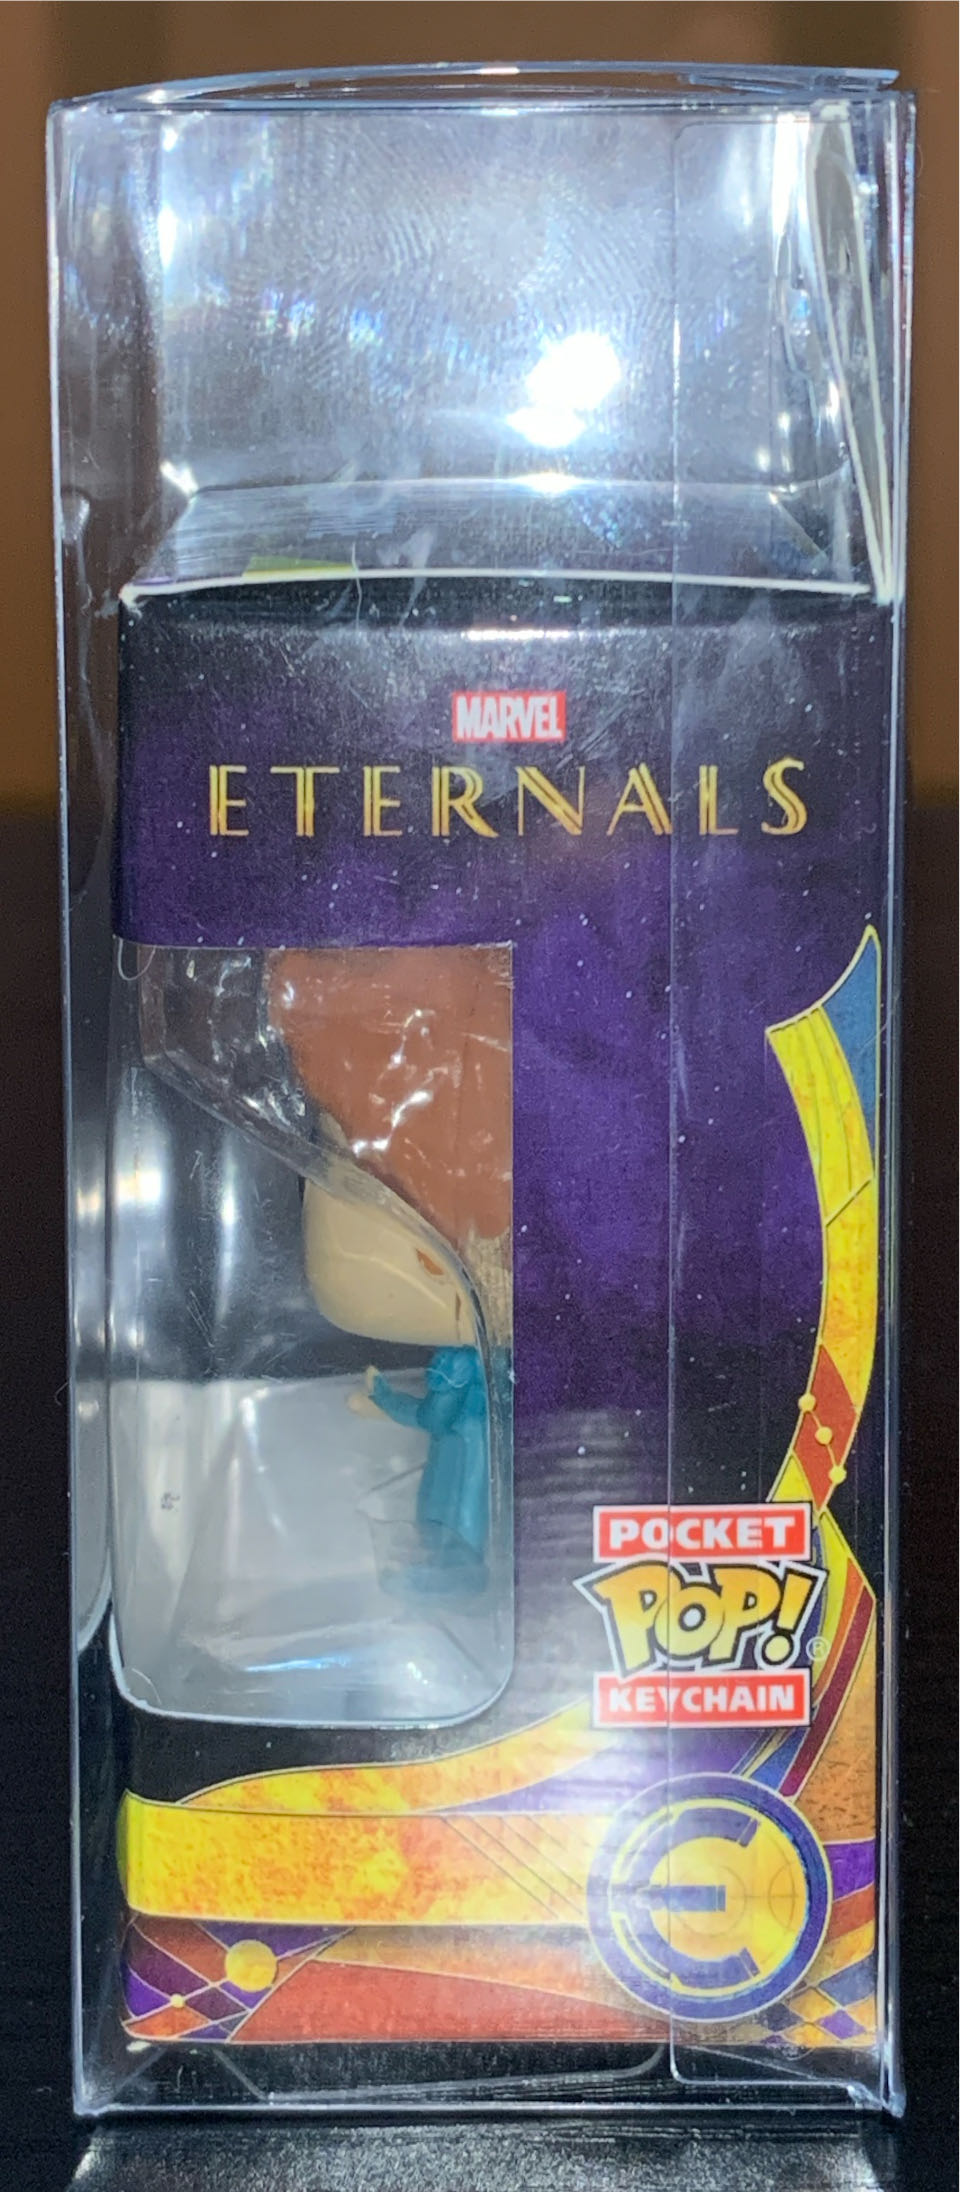 MARVEL
ETERNALS
POCKET
POP!®
KEYCHAIN